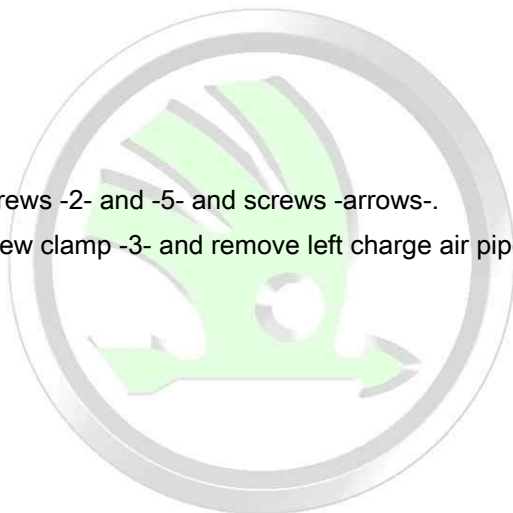 rews -2- and -5- and screws -arrows-.
ew clamp -3- and remove left charge air pip